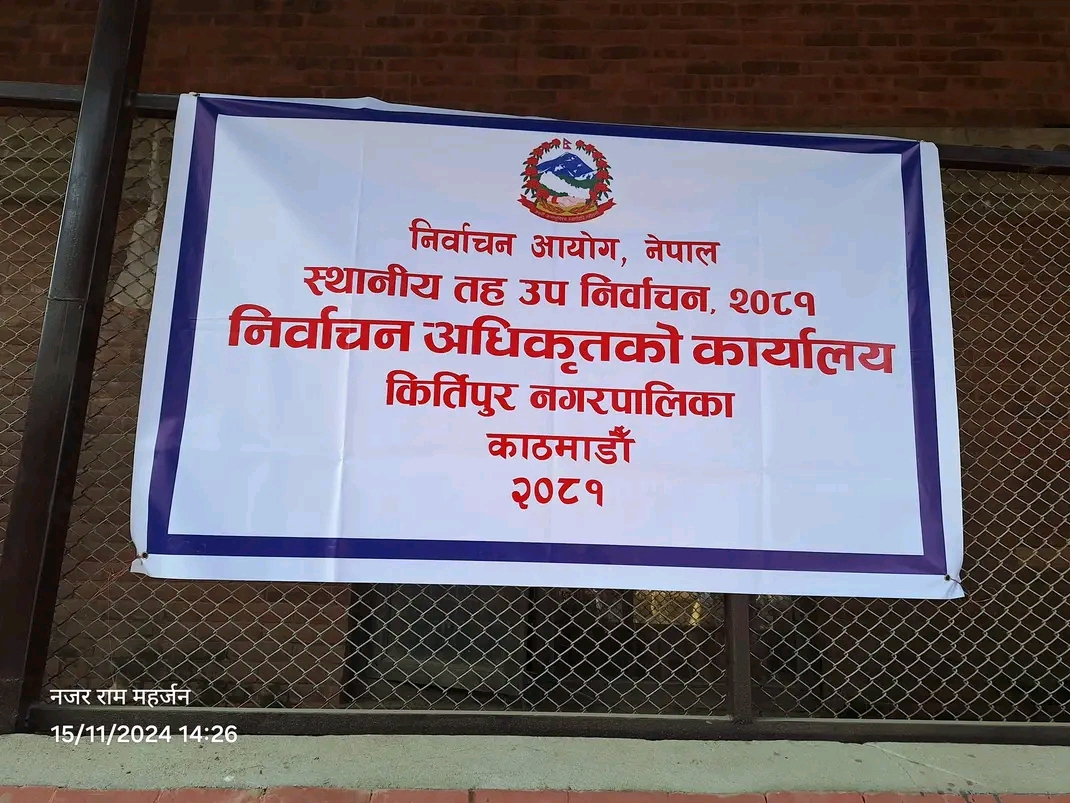 निर्वाचन आयोग, नेपाल
स्थानीय तह उप निर्वाचन, २०८१
निर्वाचन अधिकृतको कार्यालय
किर्तिपुर नगरपालिका
काठमाडौँ
२०८१
नजर राम महर्जन
15/11/2024 14:26